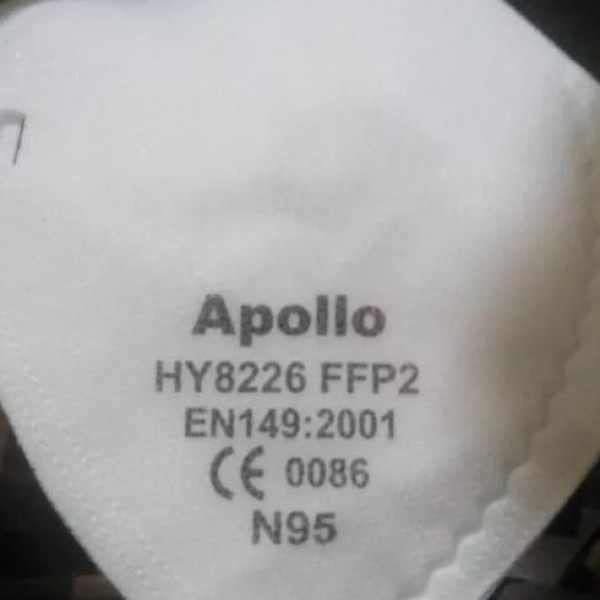 Apollo
HY8226 FFP2
EN149:2001
CE 0086
N95